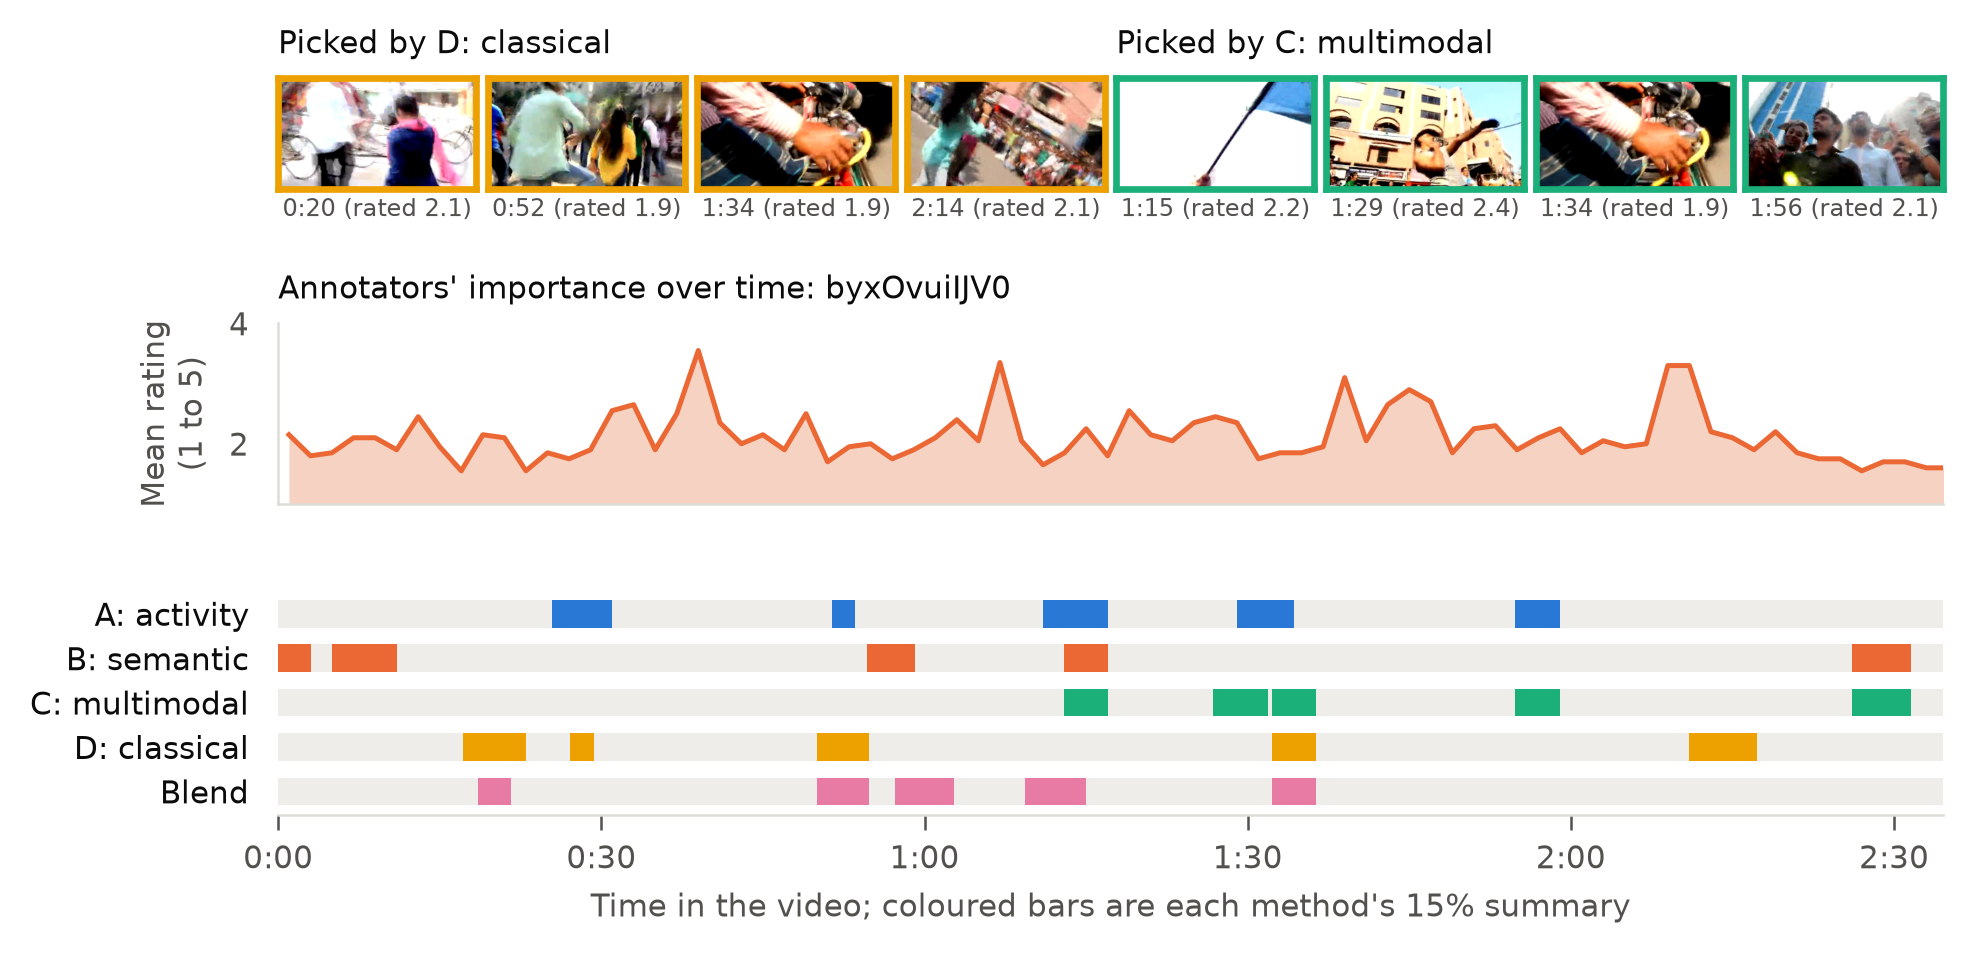 Picked by D: classical
Picked by C: multimodal
0:20 (rated 2.1)
0:52 (rated 1.9)
1:34 (rated 1.9)
2:14 (rated 2.1)
1:15 (rated 2.2)
1:29 (rated 2.4)
1:34 (rated 1.9)
1:56 (rated 2.1)
Annotators' importance over time: byxOvuiIJV0
Mean rating
(1 to 5)
4
2
A: activity
B: semantic
C: multimodal
D: classical
Blend
0:00
0:30
1:00
1:30
2:00
2:30
Time in the video; coloured bars are each method's 15% summary